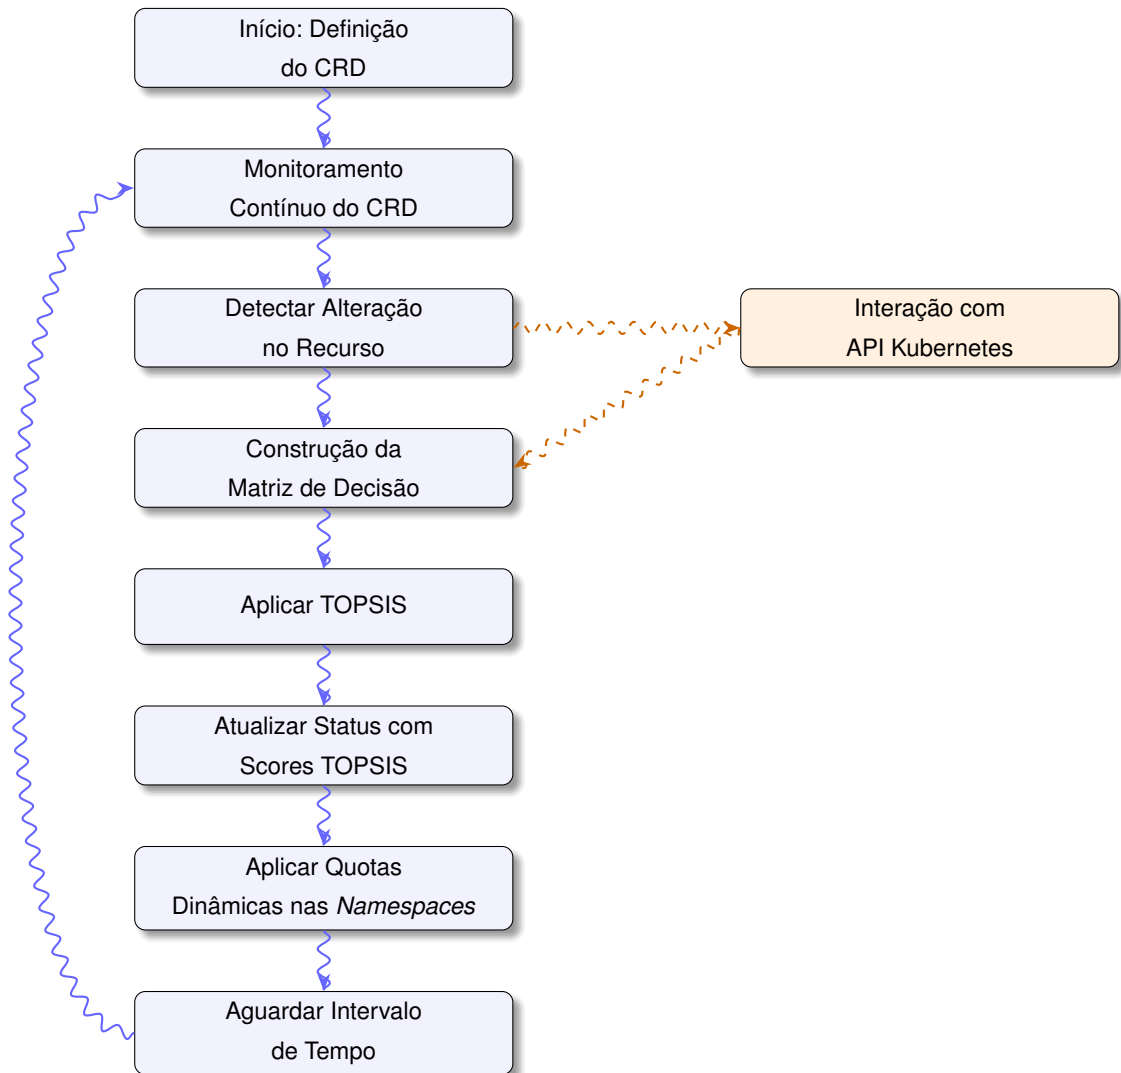 Início: Definição
do CRD
Monitoramento
Contínuo do CRD
Detectar Alteração
no Recurso
Interação com
API Kubernetes
Construção da
Matriz de Decisão
Aplicar TOPSIS
Atualizar Status com
Scores TOPSIS
Aplicar Quotas
Dinâmicas nas Namespaces
Aguardar Intervalo
de Tempo